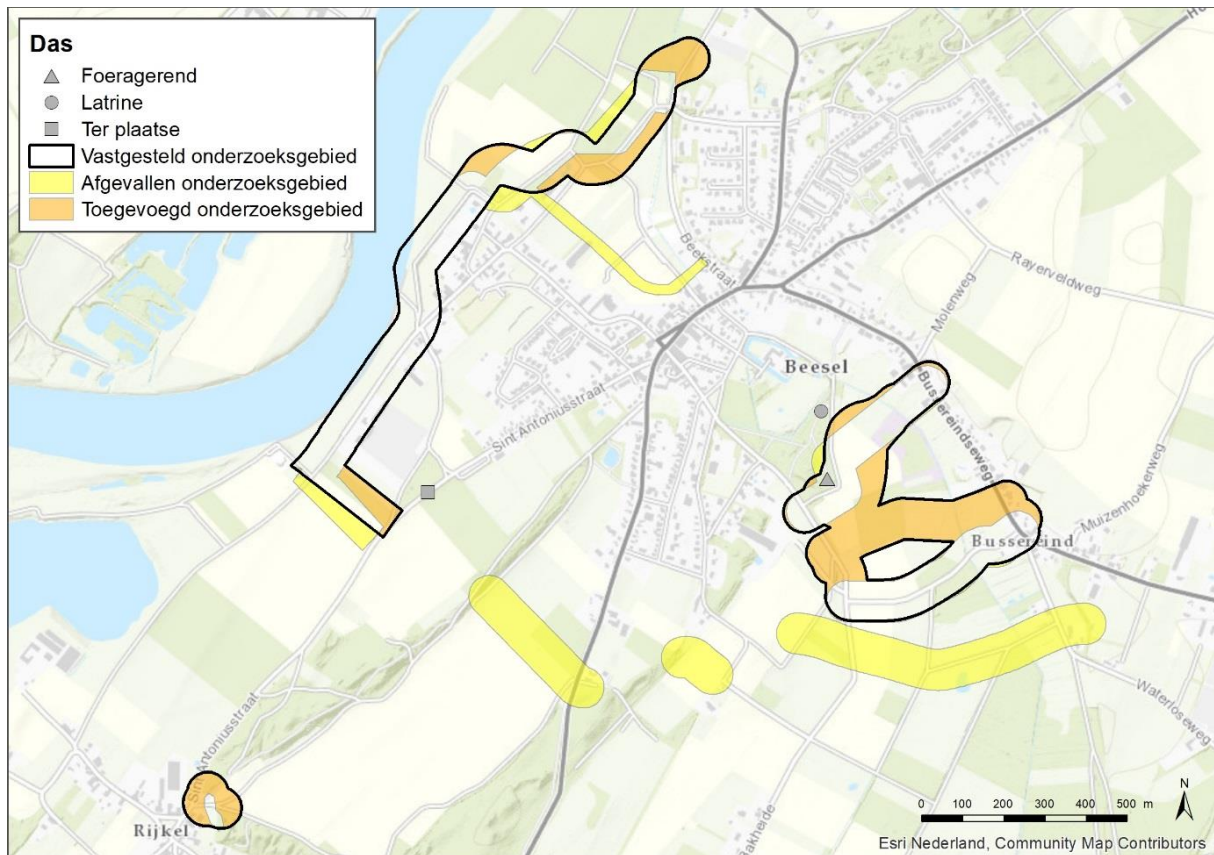 Das
Foeragerend
Latrine
Ter plaatse
Vastgesteld onderzoeksgebied
Afgevallen onderzoeksgebied
Toegevoegd onderzoeksgebied
Beekstraat
Rayerveldweg
Molenweg
Beesel
Bussereindseweg
Sint Antoniusstraat
Muizenhoekerweg
Bussereind
Waterloseweg
Sint Antoniusstraat
Rijkel
Bakheide
N
0 100 200 300 400 500 m
Esri Nederland, Community Map Contributors